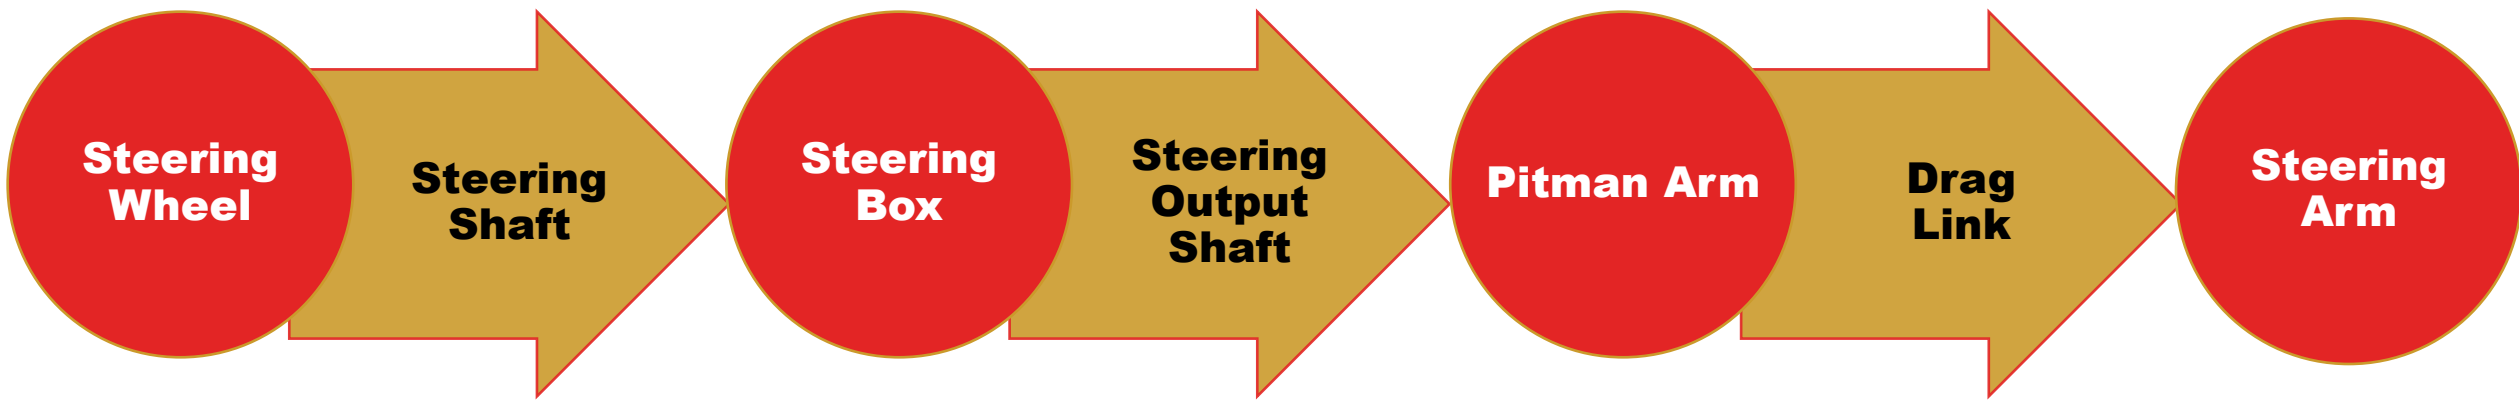 Steering
Wheel
Steering
Shaft
Steering
Box
Steering
Output
Shaft
Pitman Arm
Drag
Link
Steering
Arm